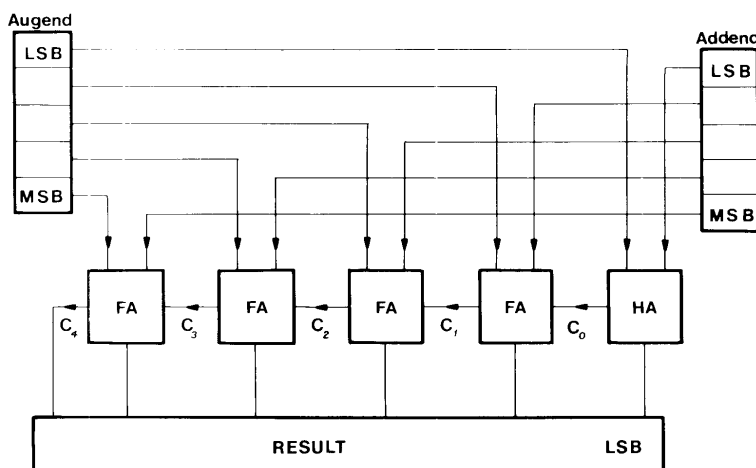 Augend
Addend
LSB
LSB
MSB
MSB
FA
FA
FA
FA
HA
C4
C3
C2
C1
C0
RESULT
LSB